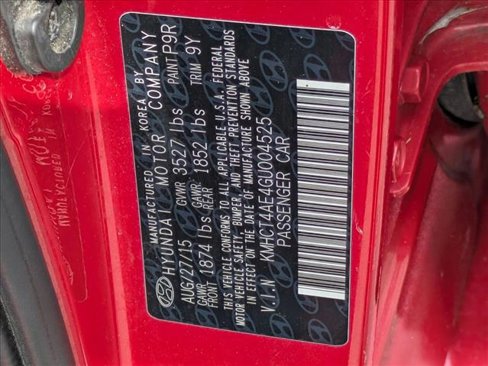 MANUFACTURED IN KOREA BY
HYUNDAI MOTOR COMPANY
AUG/27/15 GVWR 3527 lbs PAINT P9R
GAWR FRONT 1874 lbs GAWR REAR 1852 lbs TRIM 9Y
THIS VEHICLE CONFORMS TO ALL APPLICABLE U.S.A. FEDERAL
MOTOR VEHICLE SAFETY, BUMPER, AND THEFT PREVENTION STANDARDS
IN EFFECT ON THE DATE OF MANUFACTURE SHOWN ABOVE
V.I.N KMHCT4AE4GU004525
PASSENGER CAR